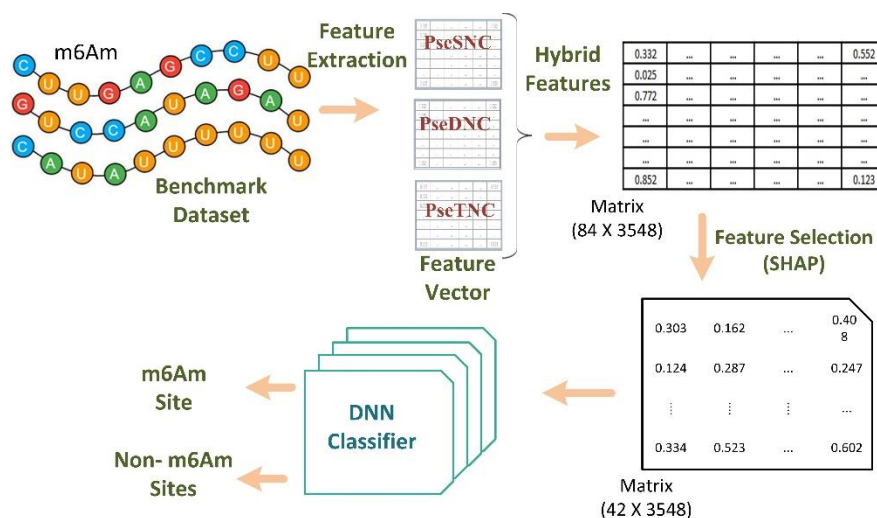 m6Am
C U U G A G C C U U
G U C C A U A G A U
C A U A U U U U U U
Benchmark
Dataset
Feature
Extraction
PseSNC
PseDNC
PseTNC
Feature
Vector
Hybrid
Features
0.332 ... ... ... ... 0.552
0.025 ... ... ... ... ...
0.772 ... ... ... ... ...
... ... ... ... ... ...
... ... ... ... ... ...
... ... ... ... ... ...
0.852 ... ... ... ... 0.123
Matrix
(84 X 3548)
Feature Selection
(SHAP)
0.303 0.162 ... 0.40
8
0.124 0.287 ... 0.247
⁞ ⁞ ⁞ ...
0.334 0.523 ... 0.602
Matrix
(42 X 3548)
DNN
Classifier
m6Am
Site
Non- m6Am
Sites